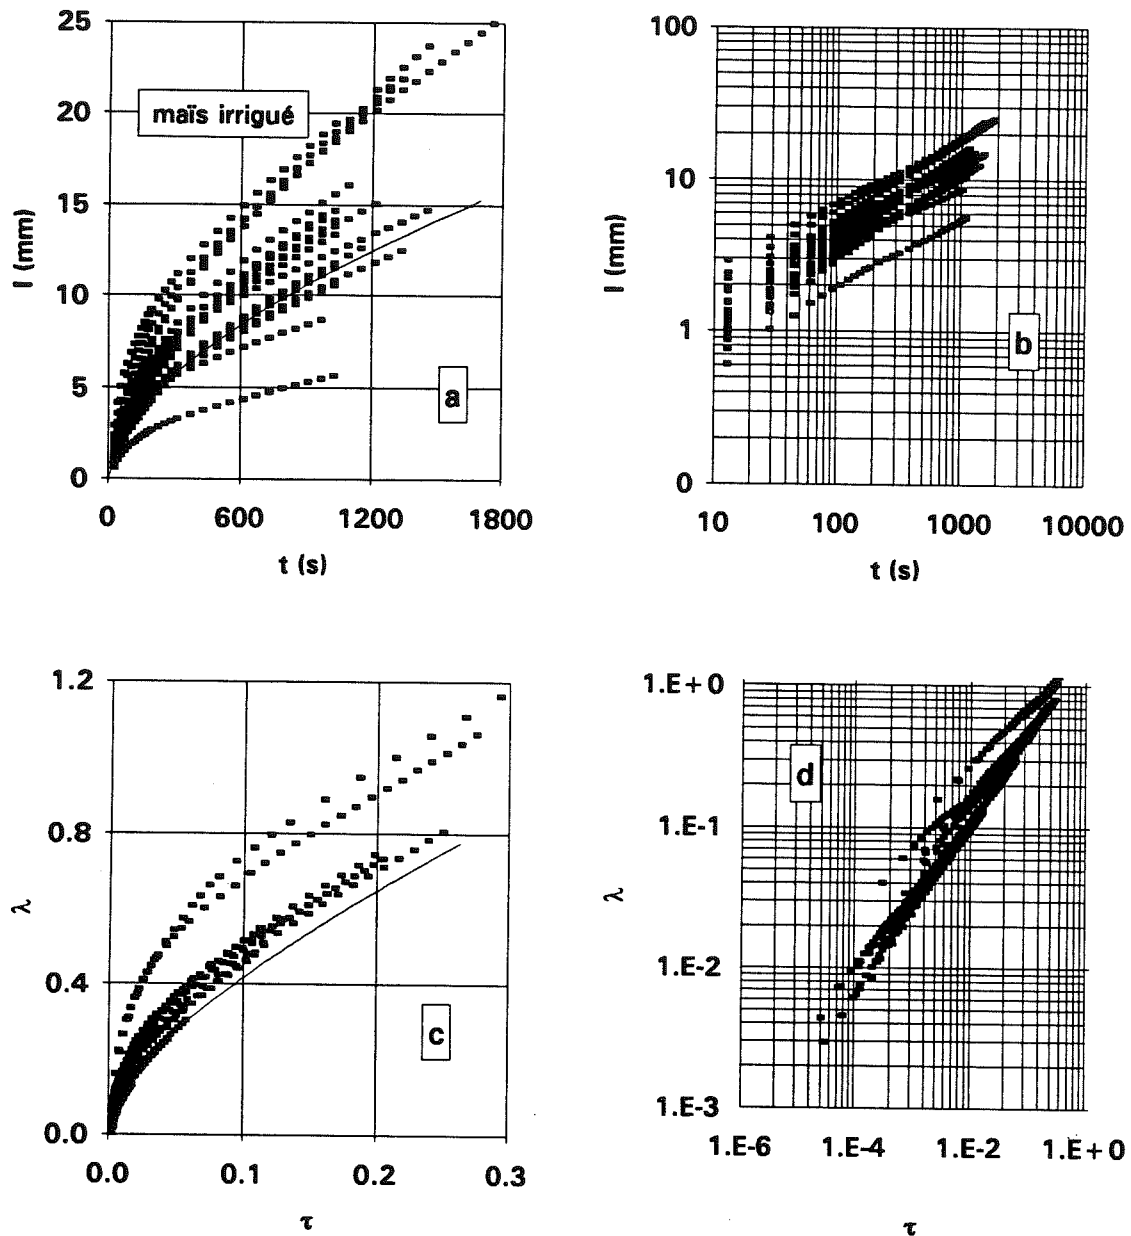 25
20
15
10
5
0
I (mm)
maïs irrigué
a
0 600 1200 1800
t (s)
100
10
1
0
I (mm)
b
10 100 1000 10000
t (s)
1.2
0.8
0.4
0.0
λ
c
0.0 0.1 0.2 0.3
τ
1.E+0
1.E-1
1.E-2
1.E-3
λ
d
1.E-6 1.E-4 1.E-2 1.E+0
τ